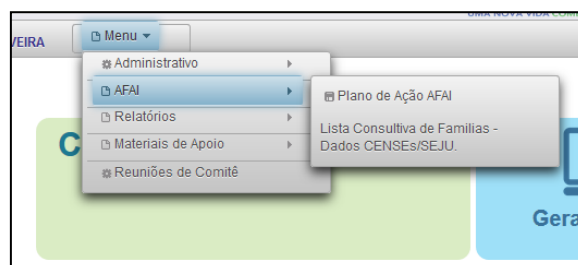 UMA NOVA VIDA
VEIRA
Menu
Administrativo
AFAI
Plano de Ação AFAI
Relatórios
Lista Consultiva de Familias -
Dados CENSEs/SEJU.
Materiais de Apoio
Reuniões de Comitê
C
Gera